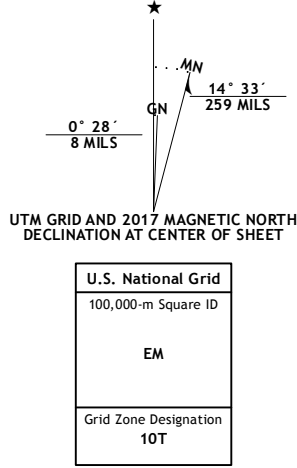 ★
MN
GN
14° 33´
259 MILS
0° 28´
8 MILS
UTM GRID AND 2017 MAGNETIC NORTH
DECLINATION AT CENTER OF SHEET
U.S. National Grid
100,000-m Square ID
EM
Grid Zone Designation
10T